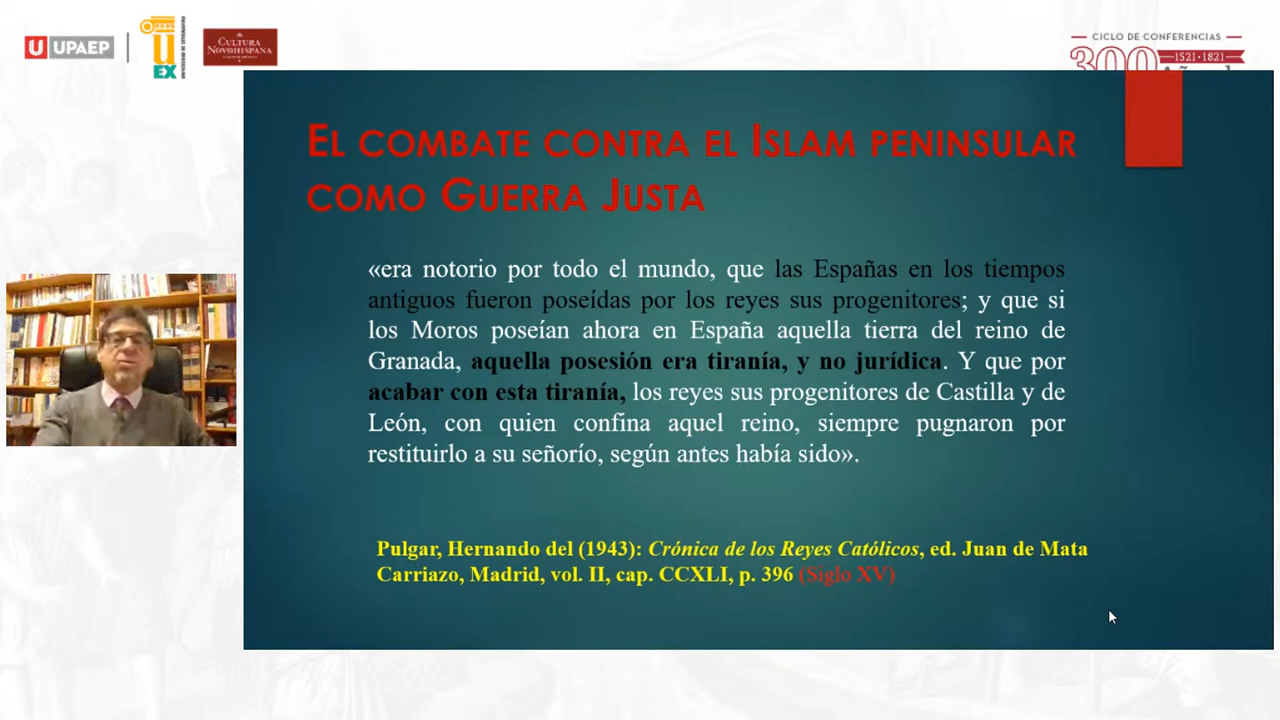 U UPAEP
UEX
UNIVERSIDAD DE EXTREMADURA
CULTURA
NOVOHISPANA
CICLO DE CONFERENCIAS
300
1521-1821
EL COMBATE CONTRA EL ISLAM PENINSULAR
COMO GUERRA JUSTA
«era notorio por todo el mundo, que las Españas en los tiempos
antiguos fueron poseídas por los reyes sus progenitores; y que si
los Moros poseían ahora en España aquella tierra del reino de
Granada, aquella posesión era tiranía, y no jurídica. Y que por
acabar con esta tiranía, los reyes sus progenitores de Castilla y de
León, con quien confina aquel reino, siempre pugnaron por
restituirlo a su señorío, según antes había sido».
Pulgar, Hernando del (1943): Crónica de los Reyes Católicos, ed. Juan de Mata
Carriazo, Madrid, vol. II, cap. CCXLI, p. 396 (Siglo XV)